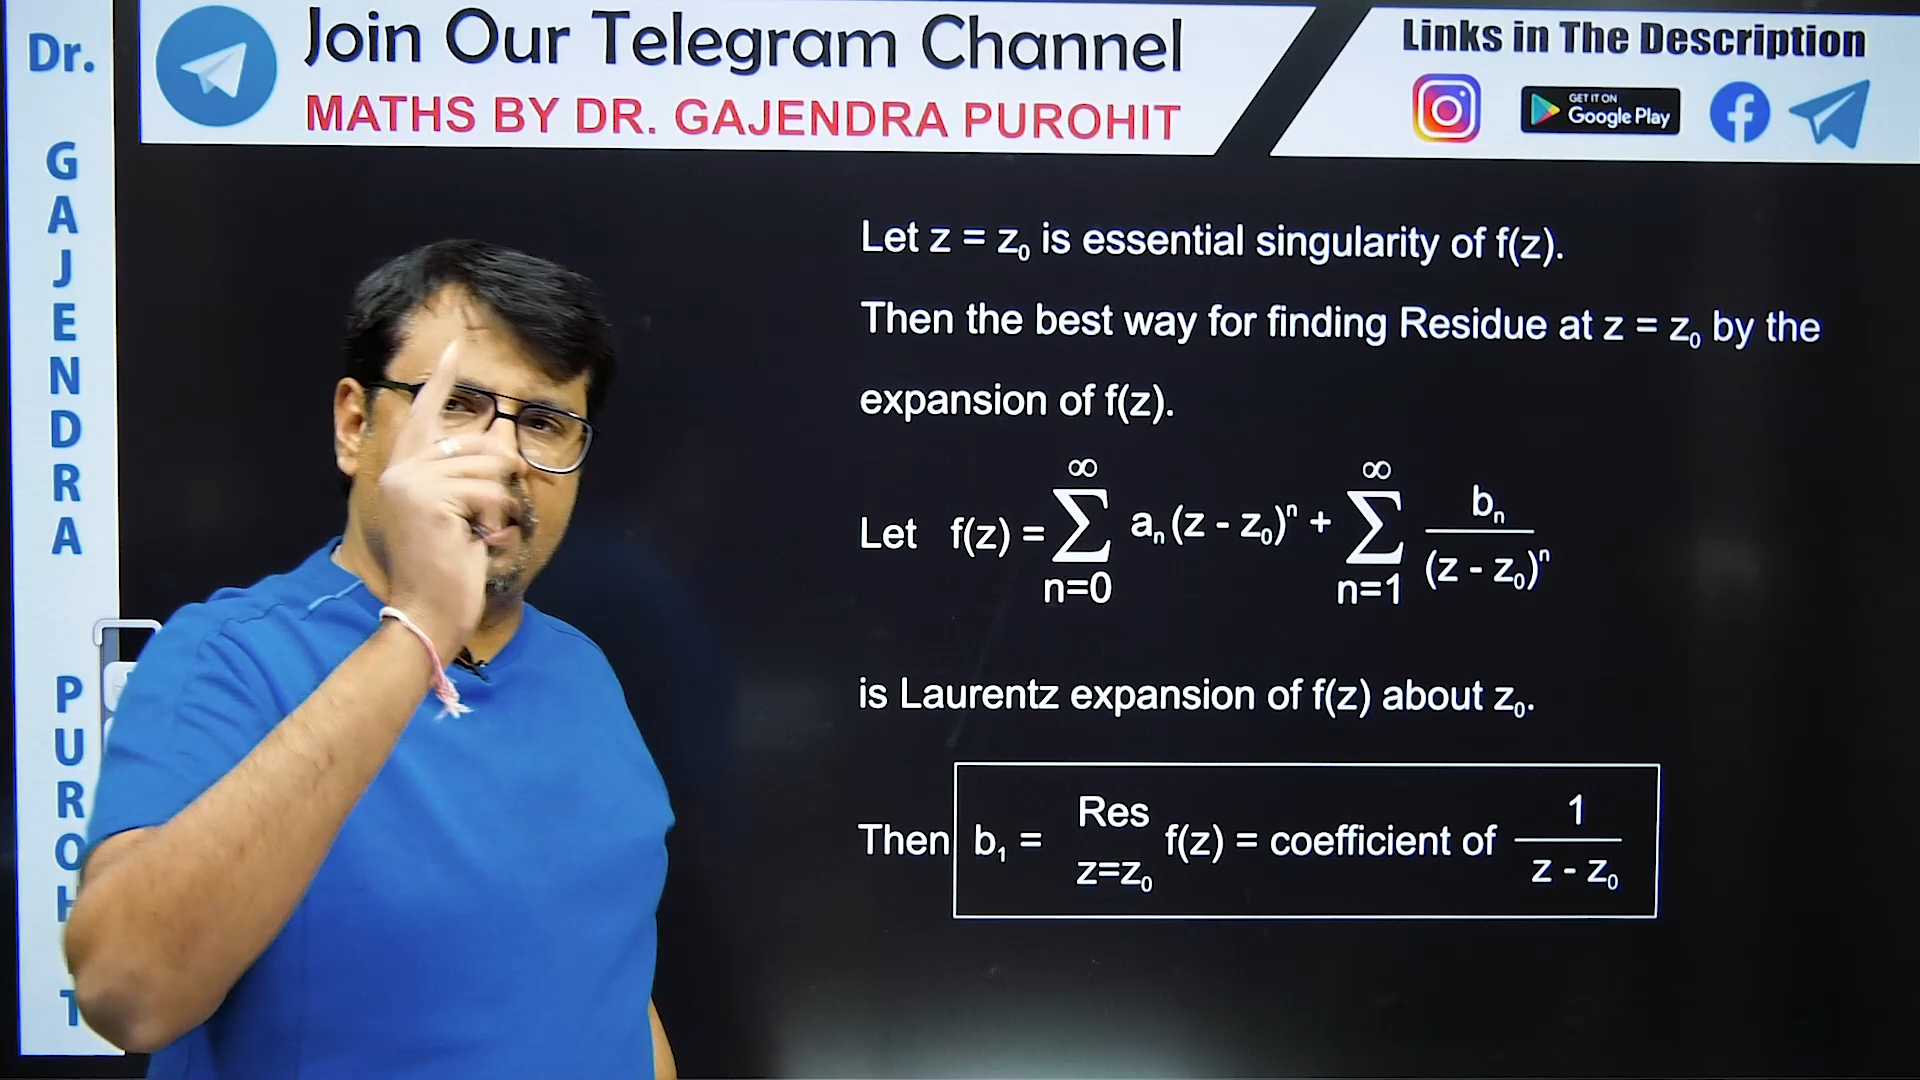 Dr.
GAJENDRA
PURO
Join Our Telegram Channel
MATHS BY DR. GAJENDRA PUROHIT
Links in The Description
GET IT ON
Google Play
Let z = z₀ is essential singularity of f(z).
Then the best way for finding Residue at z = z₀ by the
expansion of f(z).
Let f(z) = ∑_{n=0}^{∞} aₙ (z - z₀)ⁿ + ∑_{n=1}^{∞} bₙ / (z - z₀)ⁿ
is Laurentz expansion of f(z) about z₀.
Then b₁ = Res_{z=z₀} f(z) = coefficient of 1 / (z - z₀)